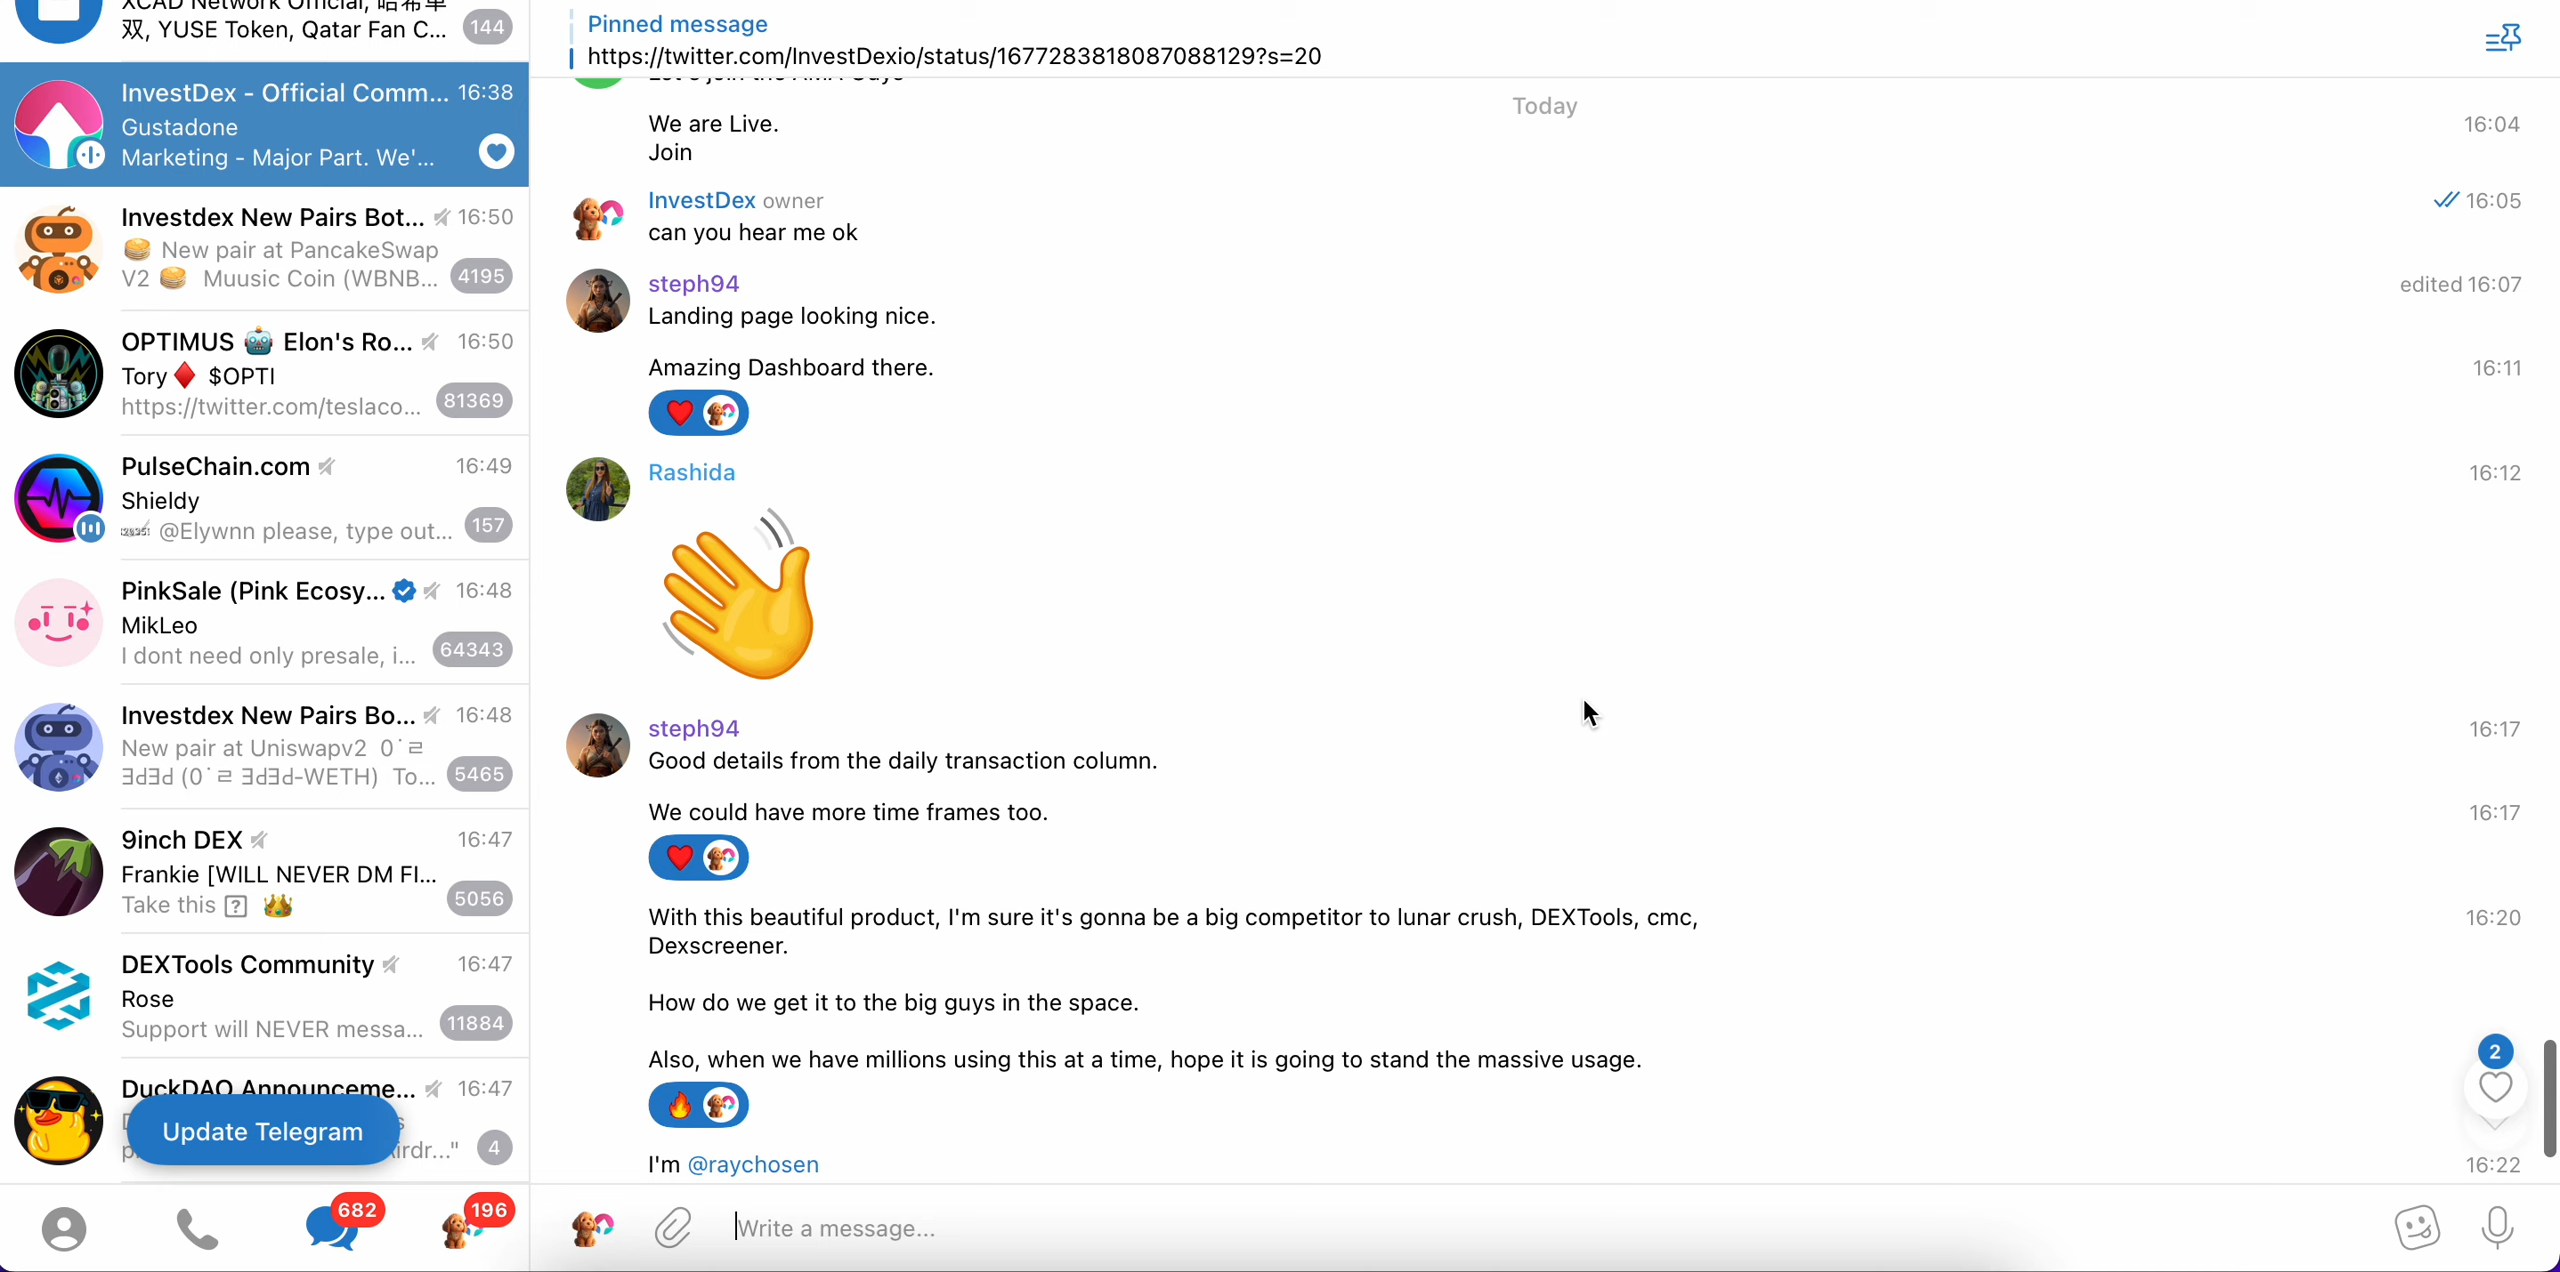 XCAD Network Official, 哈希单
双, YUSE Token, Qatar Fan C... 144
InvestDex - Official Comm... 16:38
Gustadone
Marketing - Major Part. We'...
Investdex New Pairs Bot... 16:50
New pair at PancakeSwap
V2 Muusic Coin (WBNB... 4195
OPTIMUS 🤖 Elon's Ro... 16:50
Tory♦️ $OPTI
https://twitter.com/teslaco... 81369
PulseChain.com 16:49
Shieldy
@Elywnn please, type out... 157
PinkSale (Pink Ecosy... 16:48
MikLeo
I dont need only presale, i... 64343
Investdex New Pairs Bo... 16:48
New pair at Uniswapv2
-WETH) To... 5465
9inch DEX 16:47
Frankie [WILL NEVER DM FI...
Take this 👑 5056
DEXTools Community 16:47
Rose
Support will NEVER messa... 11884
DuckDAO Announceme... 16:47
irdr..." 4
Update Telegram
682
196
Pinned message
https://twitter.com/InvestDexio/status/1677283818087088129?s=20
Today
We are Live. 16:04
Join
InvestDex owner 16:05
can you hear me ok
steph94 edited 16:07
Landing page looking nice.
Amazing Dashboard there. 16:11
Rashida 16:12
steph94 16:17
Good details from the daily transaction column.
We could have more time frames too. 16:17
With this beautiful product, I'm sure it's gonna be a big competitor to lunar crush, DEXTools, cmc, 16:20
Dexscreener.
How do we get it to the big guys in the space.
Also, when we have millions using this at a time, hope it is going to stand the massive usage.
2
I'm @raychosen 16:22
Write a message...